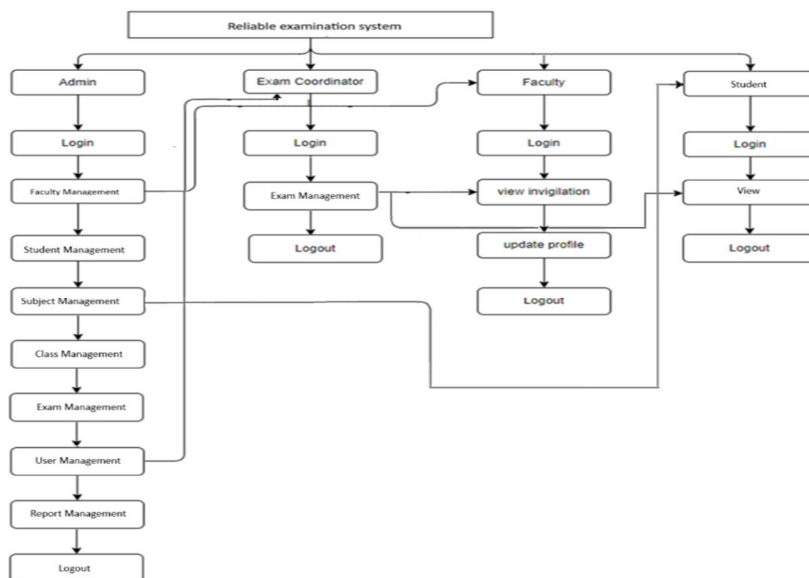 Reliable examination system
Admin
Exam Coordinator
Faculty
Student
Login
Login
Login
Login
Faculty Management
Exam Management
view invigilation
View
Student Management
Logout
update profile
Logout
Subject Management
Logout
Class Management
Exam Management
User Management
Report Management
Logout